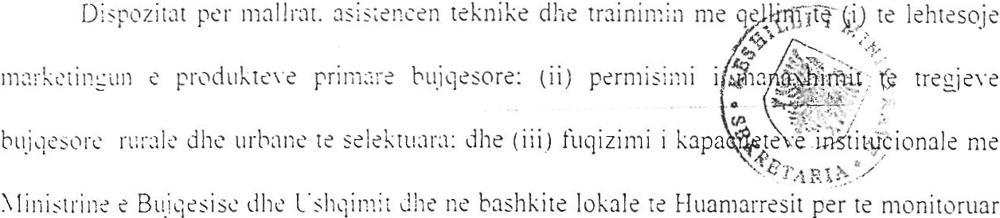 Dispozitat per mallrat. asistencen teknike dhe trainimin me qellim te (i) te lehtesoje
marketingun e produkteve primare bujqesore: (ii) permisimi i manaxhimit te tregjeve
bujqesore rurale dhe urbane te selektuara: dhe (iii) fuqizimi i kapaciteteve institucionale me
Ministrine e Bujqesise dhe Ushqimit dhe ne bashkite lokale te Huamarresit per te monitoruar
SEKRETARIA